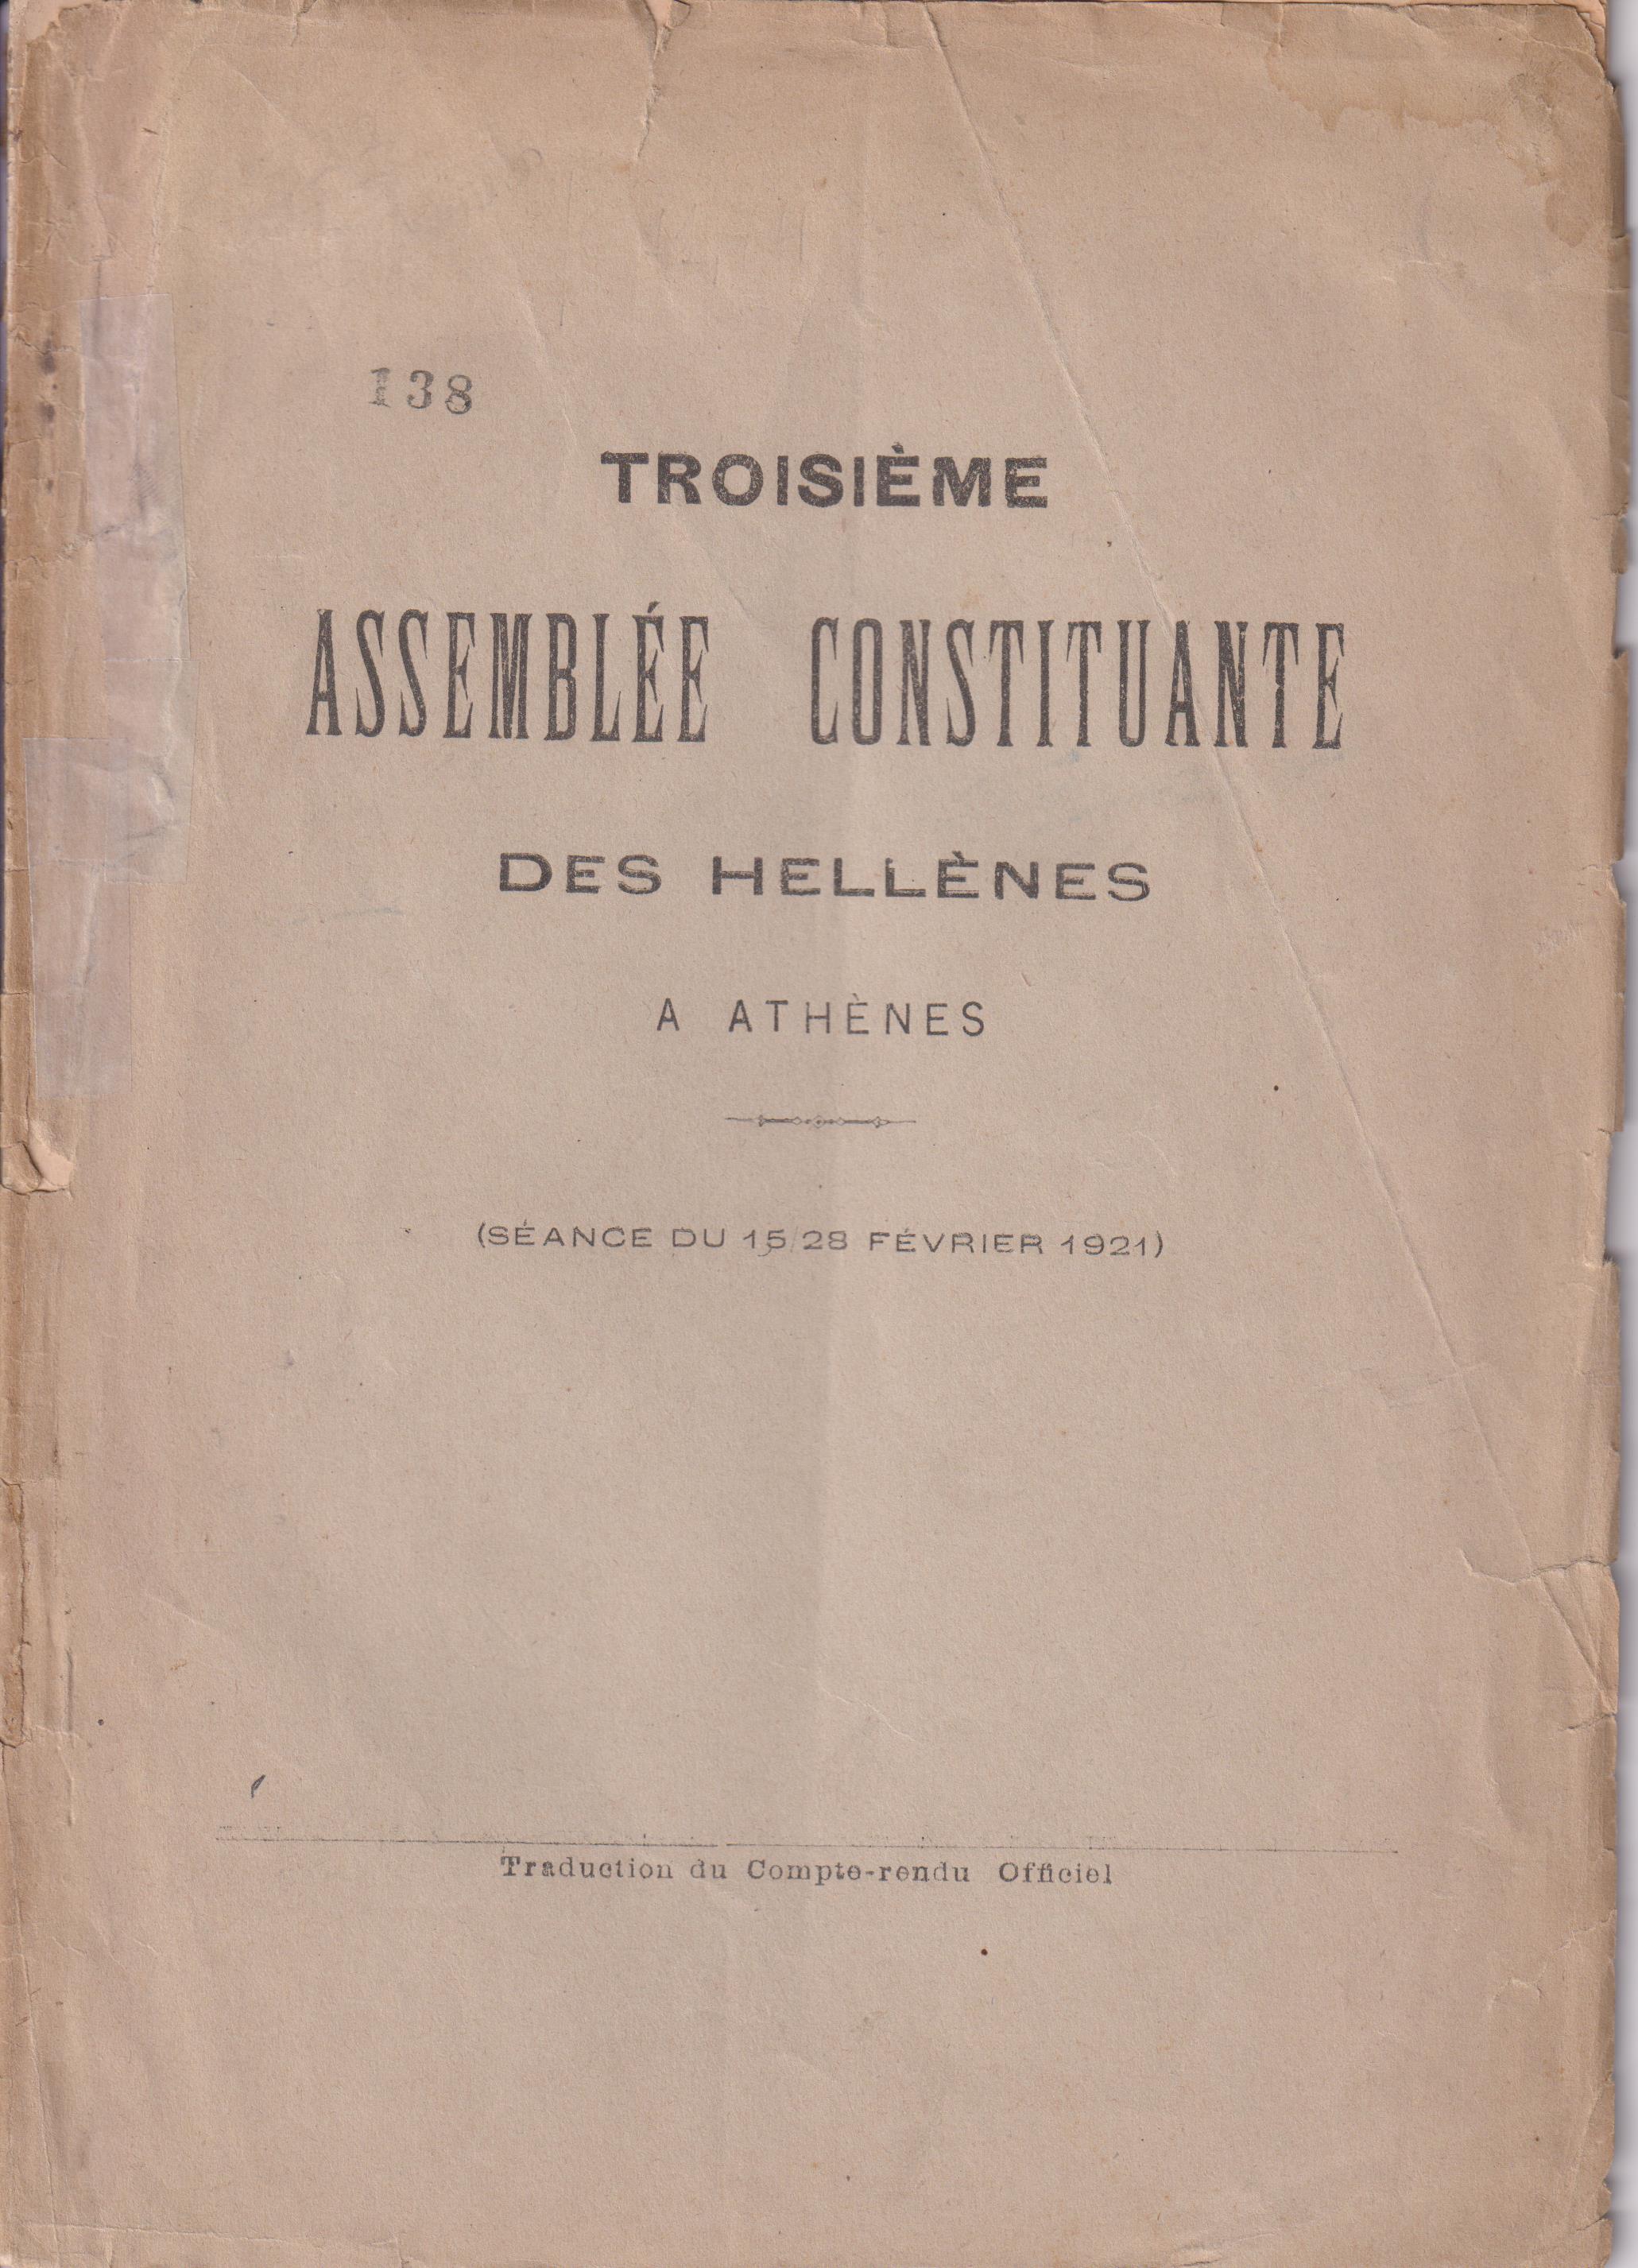 138
TROISIÈME
ASSEMBLÉE CONSTITUANTE
DES HELLÈNES
A ATHÈNES
(SÉANCE DU 15/28 FÉVRIER 1921)
Traduction du Compte-rendu Officiel